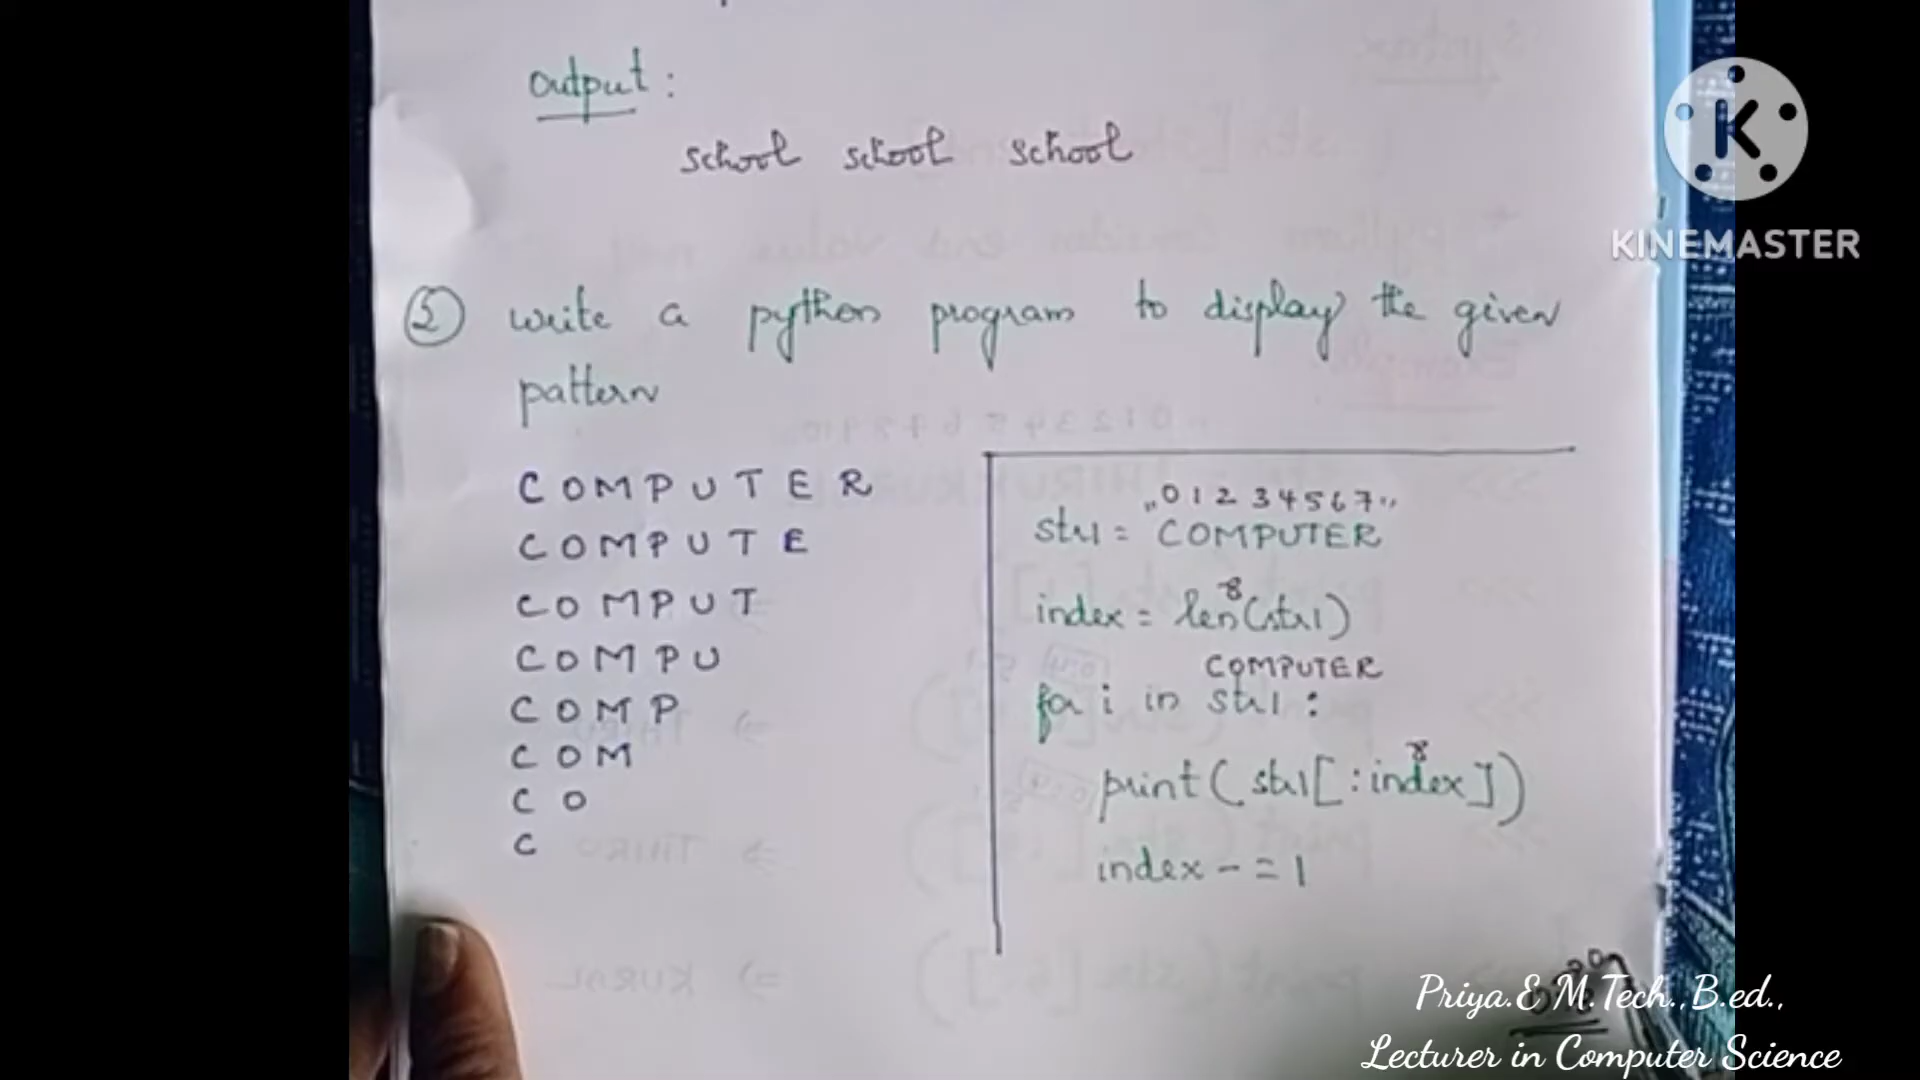 Output:
School School School
K
KINEMASTER
⑤ Write a python program to display the given
pattern
C O M P U T E R
C O M P U T E
C O M P U T
C O M P U
C O M P
C O M
C O
C
"0 1 2 3 4 5 6 7"
str1 = COMPUTER
8
index = len(str1)
COMPUTER
for i in str1 :
8
print(str1[:index])
index -= 1
Priya.E M.Tech.,B.ed.,
Lecturer in Computer Science